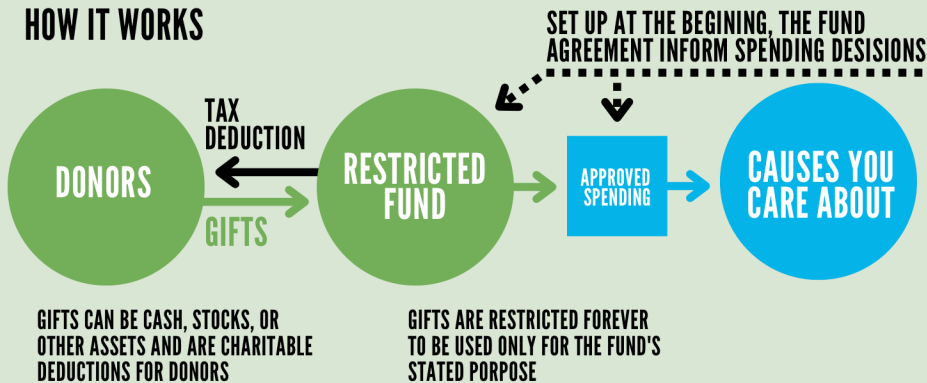 HOW IT WORKS
SET UP AT THE BEGINING, THE FUND
AGREEMENT INFORM SPENDING DESISIONS
TAX
DEDUCTION
DONORS
GIFTS
RESTRICTED
FUND
APPROVED
SPENDING
CAUSES YOU
CARE ABOUT
GIFTS CAN BE CASH, STOCKS, OR
OTHER ASSETS AND ARE CHARITABLE
DEDUCTIONS FOR DONORS
GIFTS ARE RESTRICTED FOREVER
TO BE USED ONLY FOR THE FUND'S
STATED PORPOSE